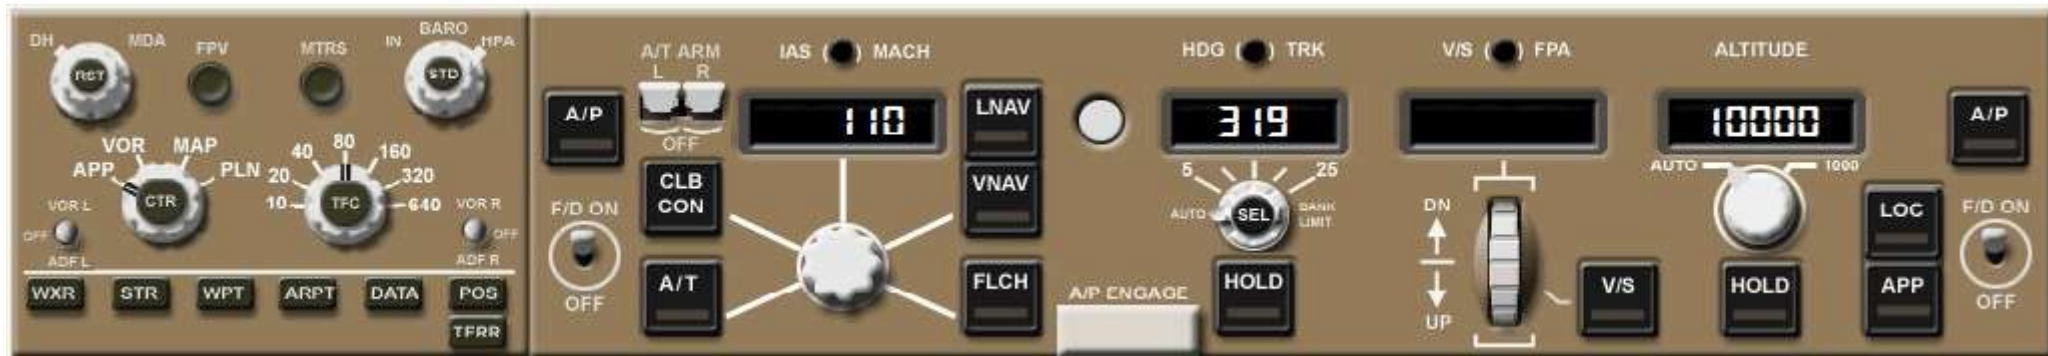 DH MDA
RST
FPV
MTRS
IN BARO HPA
STD
APP VOR MAP PLN
CTR
10 20 40 80 160 320 640
TFC
VOR L
OFF
ADF L
VOR R
OFF
ADF R
WXR STR WPT ARPT DATA POS
TFRR
A/P
F/D ON
OFF
A/T ARM
L R
OFF
CLB
CON
A/T
IAS MACH
110
LNAV
VNAV
FLCH
A/P ENGAGE
HDG TRK
319
5 25
AUTO
SEL
BANK
LIMIT
HOLD
V/S FPA
DN
UP
V/S
ALTITUDE
10000
AUTO 1000
HOLD
A/P
LOC
APP
F/D ON
OFF